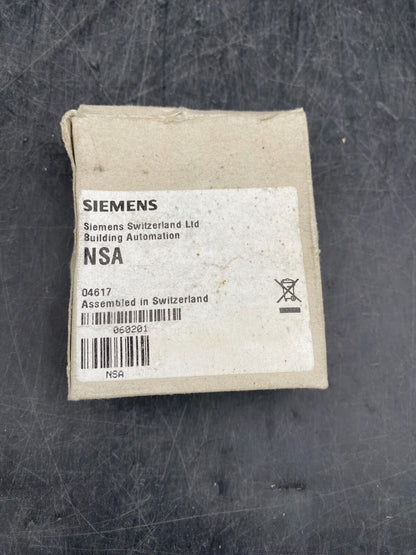 SIEMENS
Siemens Switzerland Ltd
Building Automation
NSA
04617
Assembled in Switzerland
060201
NSA